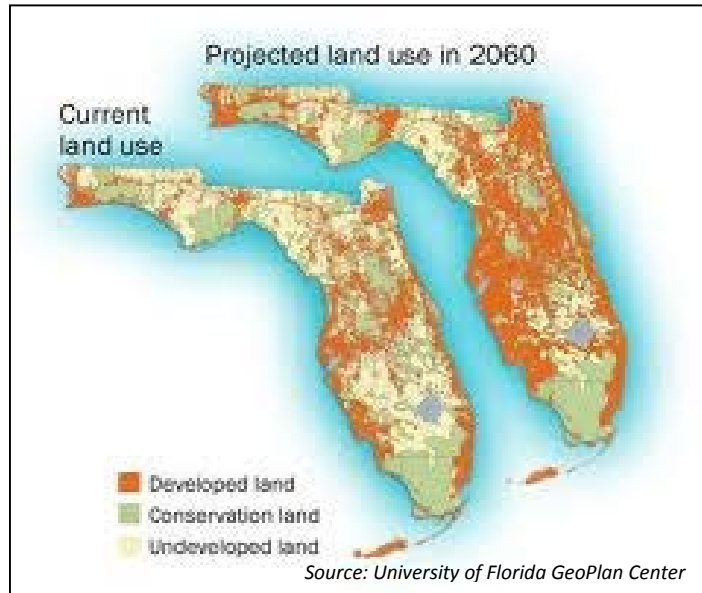 Projected land use in 2060
Current
land use
Developed land
Conservation land
Undeveloped land
Source: University of Florida GeoPlan Center